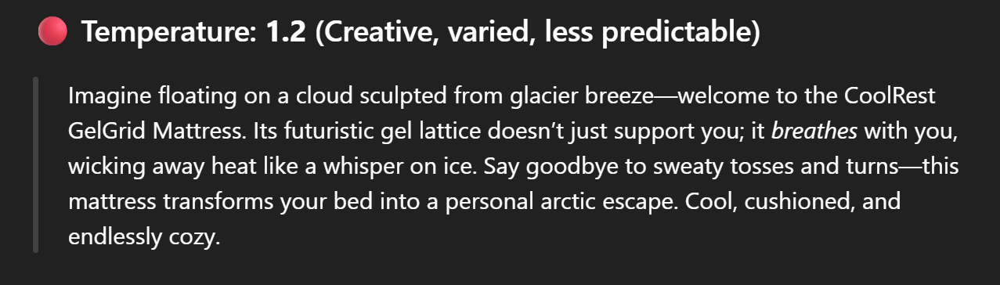 Temperature: 1.2 (Creative, varied, less predictable)
Imagine floating on a cloud sculpted from glacier breeze—welcome to the CoolRest
GelGrid Mattress. Its futuristic gel lattice doesn’t just support you; it breathes with you,
wicking away heat like a whisper on ice. Say goodbye to sweaty tosses and turns—this
mattress transforms your bed into a personal arctic escape. Cool, cushioned, and
endlessly cozy.